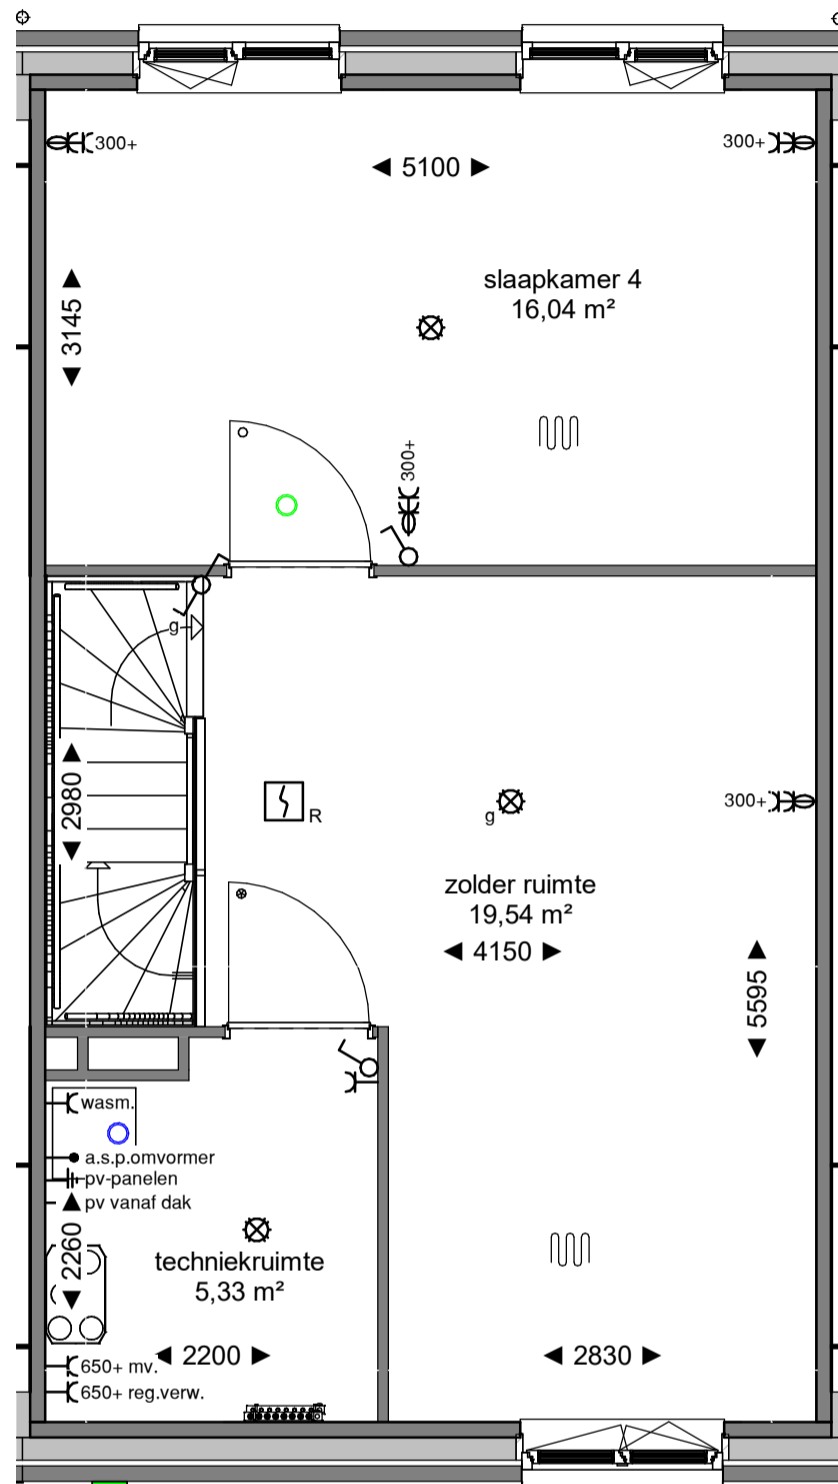 300+
300+
5100
slaapkamer 4
16,04 m²
3145
300+
g
2980
R
g
300+
zolder ruimte
19,54 m²
4150
5595
wasm.
a.s.p.omvormer
pv-panelen
pv vanaf dak
2260
techniekruimte
5,33 m²
2200
2830
650+ mv.
650+ reg.verw.